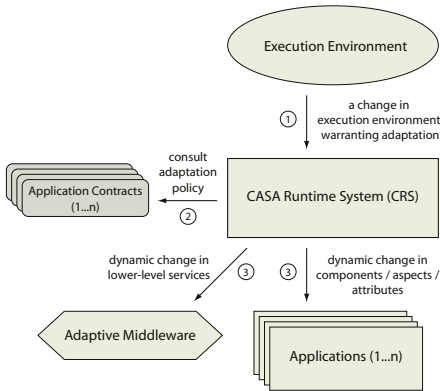 Execution Environment
1
a change in
execution environment
warranting adaptation
consult
adaptation
policy
Application Contracts
(1...n)
2
CASA Runtime System (CRS)
dynamic change in
lower-level services
3
3
dynamic change in
components / aspects /
attributes
Adaptive Middleware
Applications (1...n)